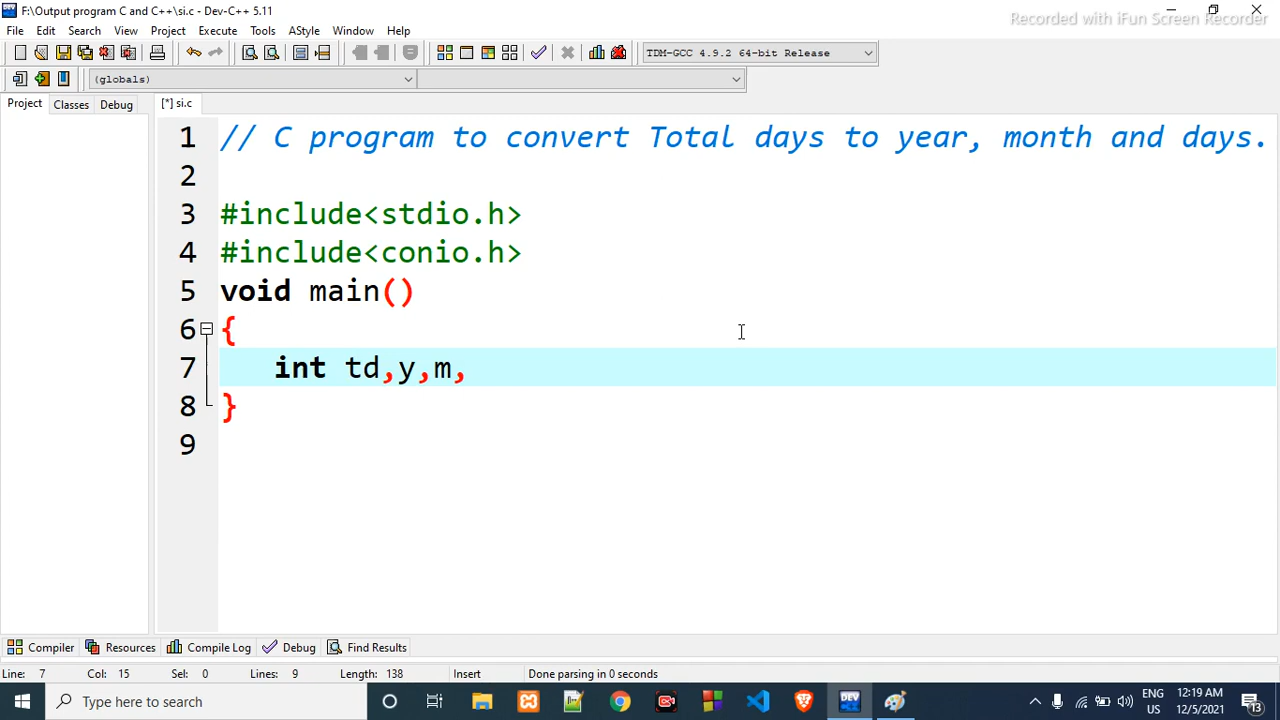 F:\Output program C and C++\si.c - Dev-C++ 5.11
Recorded with iFun Screen Recorder
File Edit Search View Project Execute Tools AStyle Window Help
TDM-GCC 4.9.2 64-bit Release
(globals)
Project Classes Debug [*] si.c
1 // C program to convert Total days to year, month and days.
2
3 #include<stdio.h>
4 #include<conio.h>
5 void main()
6 {
7 int td,y,m,
8 }
9
Compiler Resources Compile Log Debug Find Results
Line: 7 Col: 15 Sel: 0 Lines: 9 Length: 138 Insert Done parsing in 0 seconds
Type here to search
DEV
ENG
US
12:19 AM
12/5/2021
13